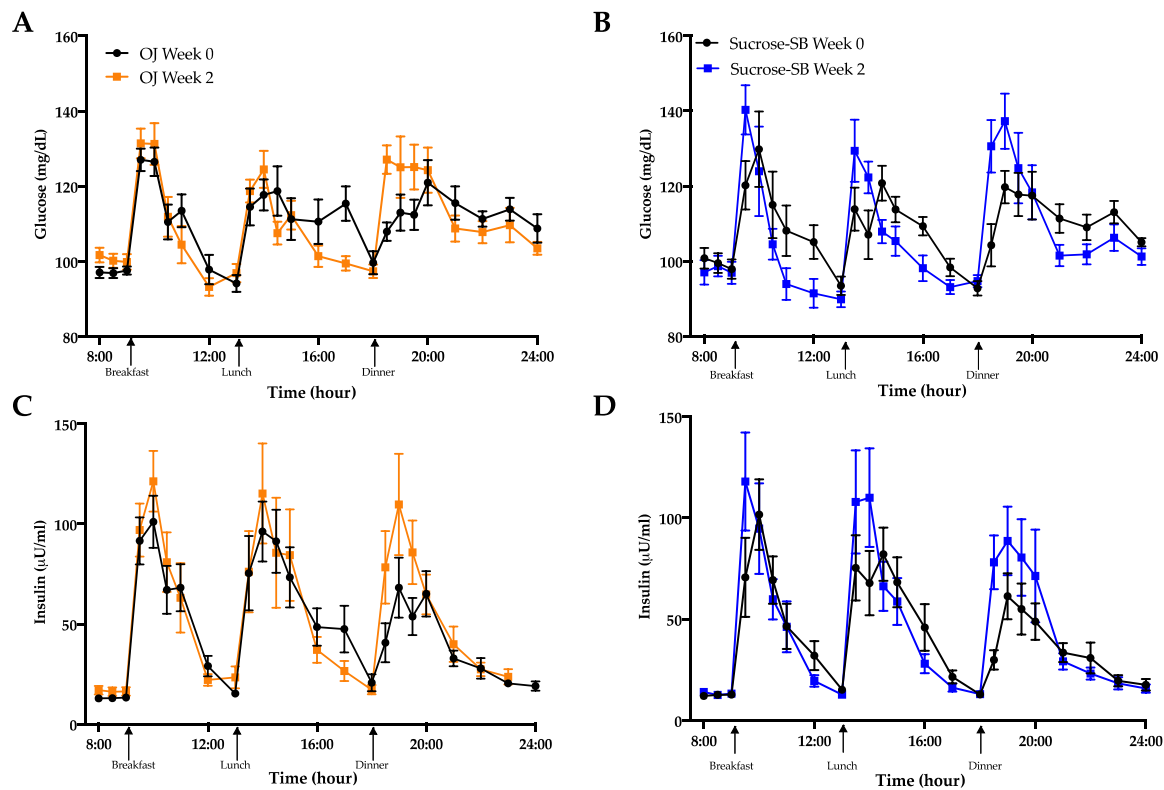 A
160
OJ Week 0
OJ Week 2
140
120
100
80
Glucose (mg/dL)
8:00
12:00
16:00
20:00
24:00
Breakfast
Lunch
Dinner
Time (hour)
B
160
Sucrose-SB Week 0
Sucrose-SB Week 2
140
120
100
80
Glucose (mg/dL)
8:00
12:00
16:00
20:00
24:00
Breakfast
Lunch
Dinner
Time (hour)
C
150
100
50
0
Insulin (μU/ml)
8:00
12:00
16:00
20:00
24:00
Breakfast
Lunch
Dinner
Time (hour)
D
150
100
50
0
Insulin (μU/ml)
8:00
12:00
16:00
20:00
24:00
Breakfast
Lunch
Dinner
Time (hour)